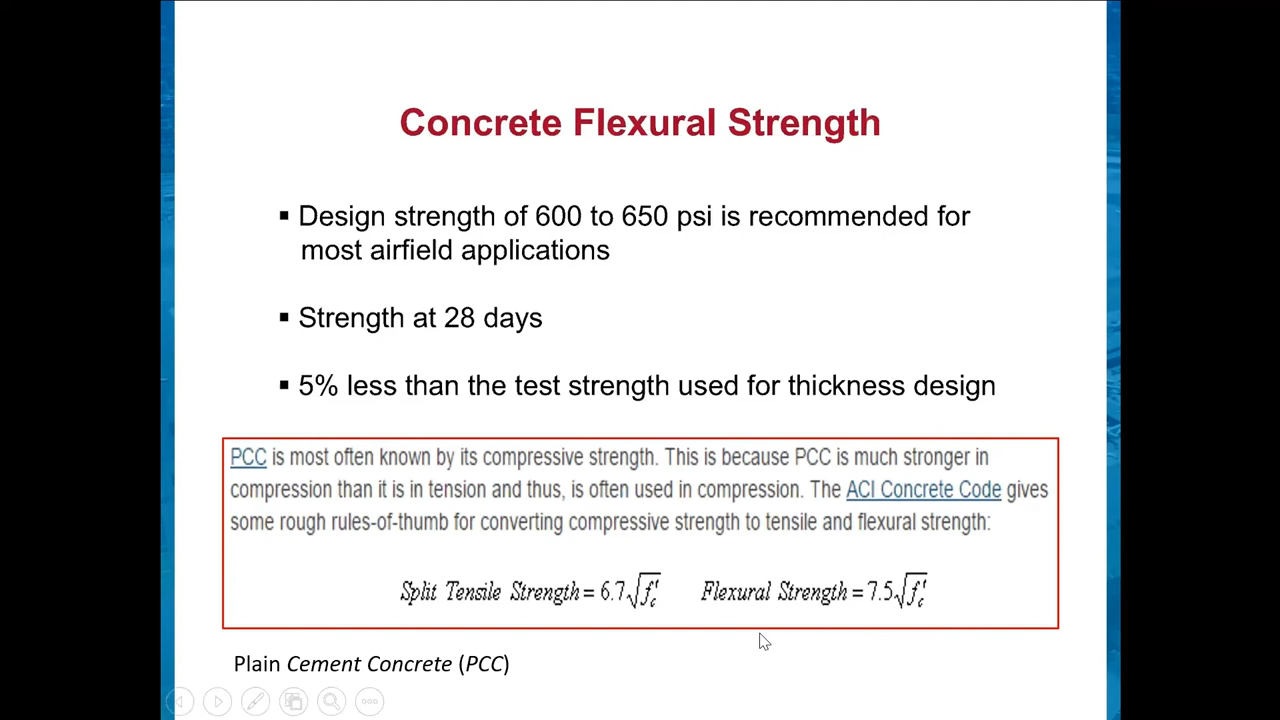 Concrete Flexural Strength
▪ Design strength of 600 to 650 psi is recommended for
most airfield applications
▪ Strength at 28 days
▪ 5% less than the test strength used for thickness design
PCC is most often known by its compressive strength. This is because PCC is much stronger in
compression than it is in tension and thus, is often used in compression. The ACI Concrete Code gives
some rough rules-of-thumb for converting compressive strength to tensile and flexural strength:
Split Tensile Strength = 6.7√f'c Flexural Strength = 7.5√f'c
Plain Cement Concrete (PCC)